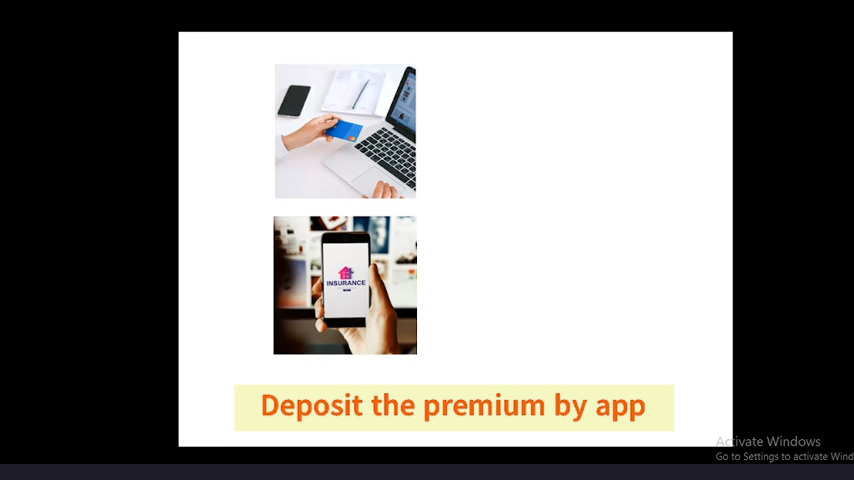 INSURANCE
Deposit the premium by app
Activate Windows
Go to Settings to activate Wind